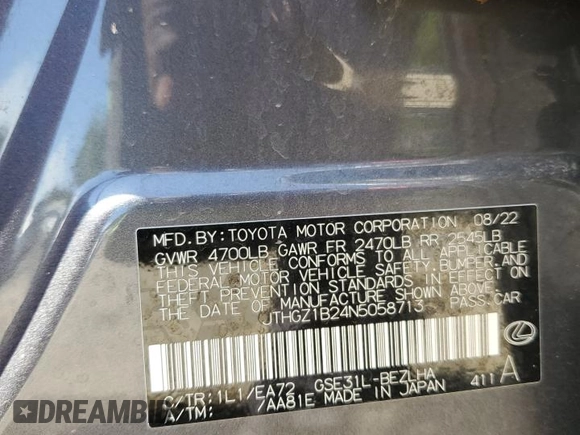 MFD.BY:TOYOTA MOTOR CORPORATION 08/22
GVWR 4700LB GAWR FR 2470LB RR 2545LB
THIS VEHICLE CONFORMS TO ALL APPLICABLE
FEDERAL MOTOR VEHICLE SAFETY, BUMPER, AND
THEFT PREVENTION STANDARDS IN EFFECT ON
THE DATE OF MANUFACTURE SHOWN ABOVE.
JTHGZ1B24N5058713 PASS.CAR
C/TR:1L1/EA72 GSE31L-BEZLHA
A/TM: /AA81E MADE IN JAPAN 411 A
DREAMBID